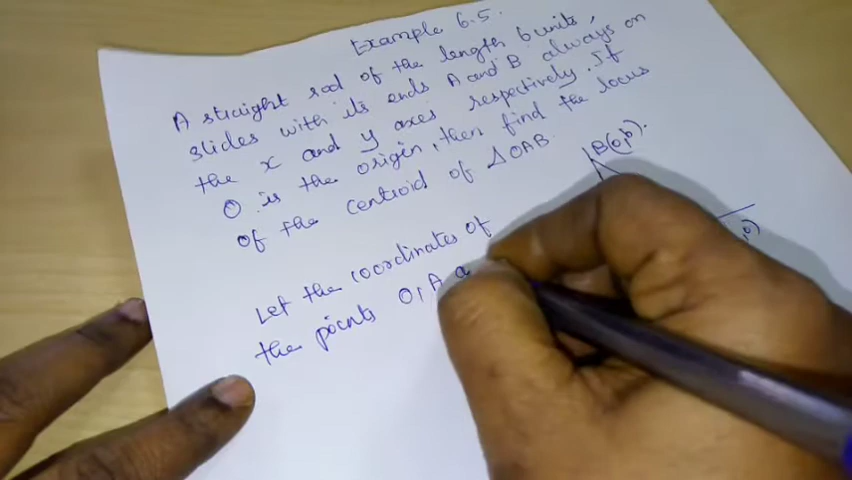 Example 6.5.
A straight rod of the length 6 units,
slides with its ends A and B always on
the x and y axes respectively. If
O is the origin, then find the locus
of the centroid of ΔOAB
B(0,b).
,0)
Let the coordinates of
the points O, A a